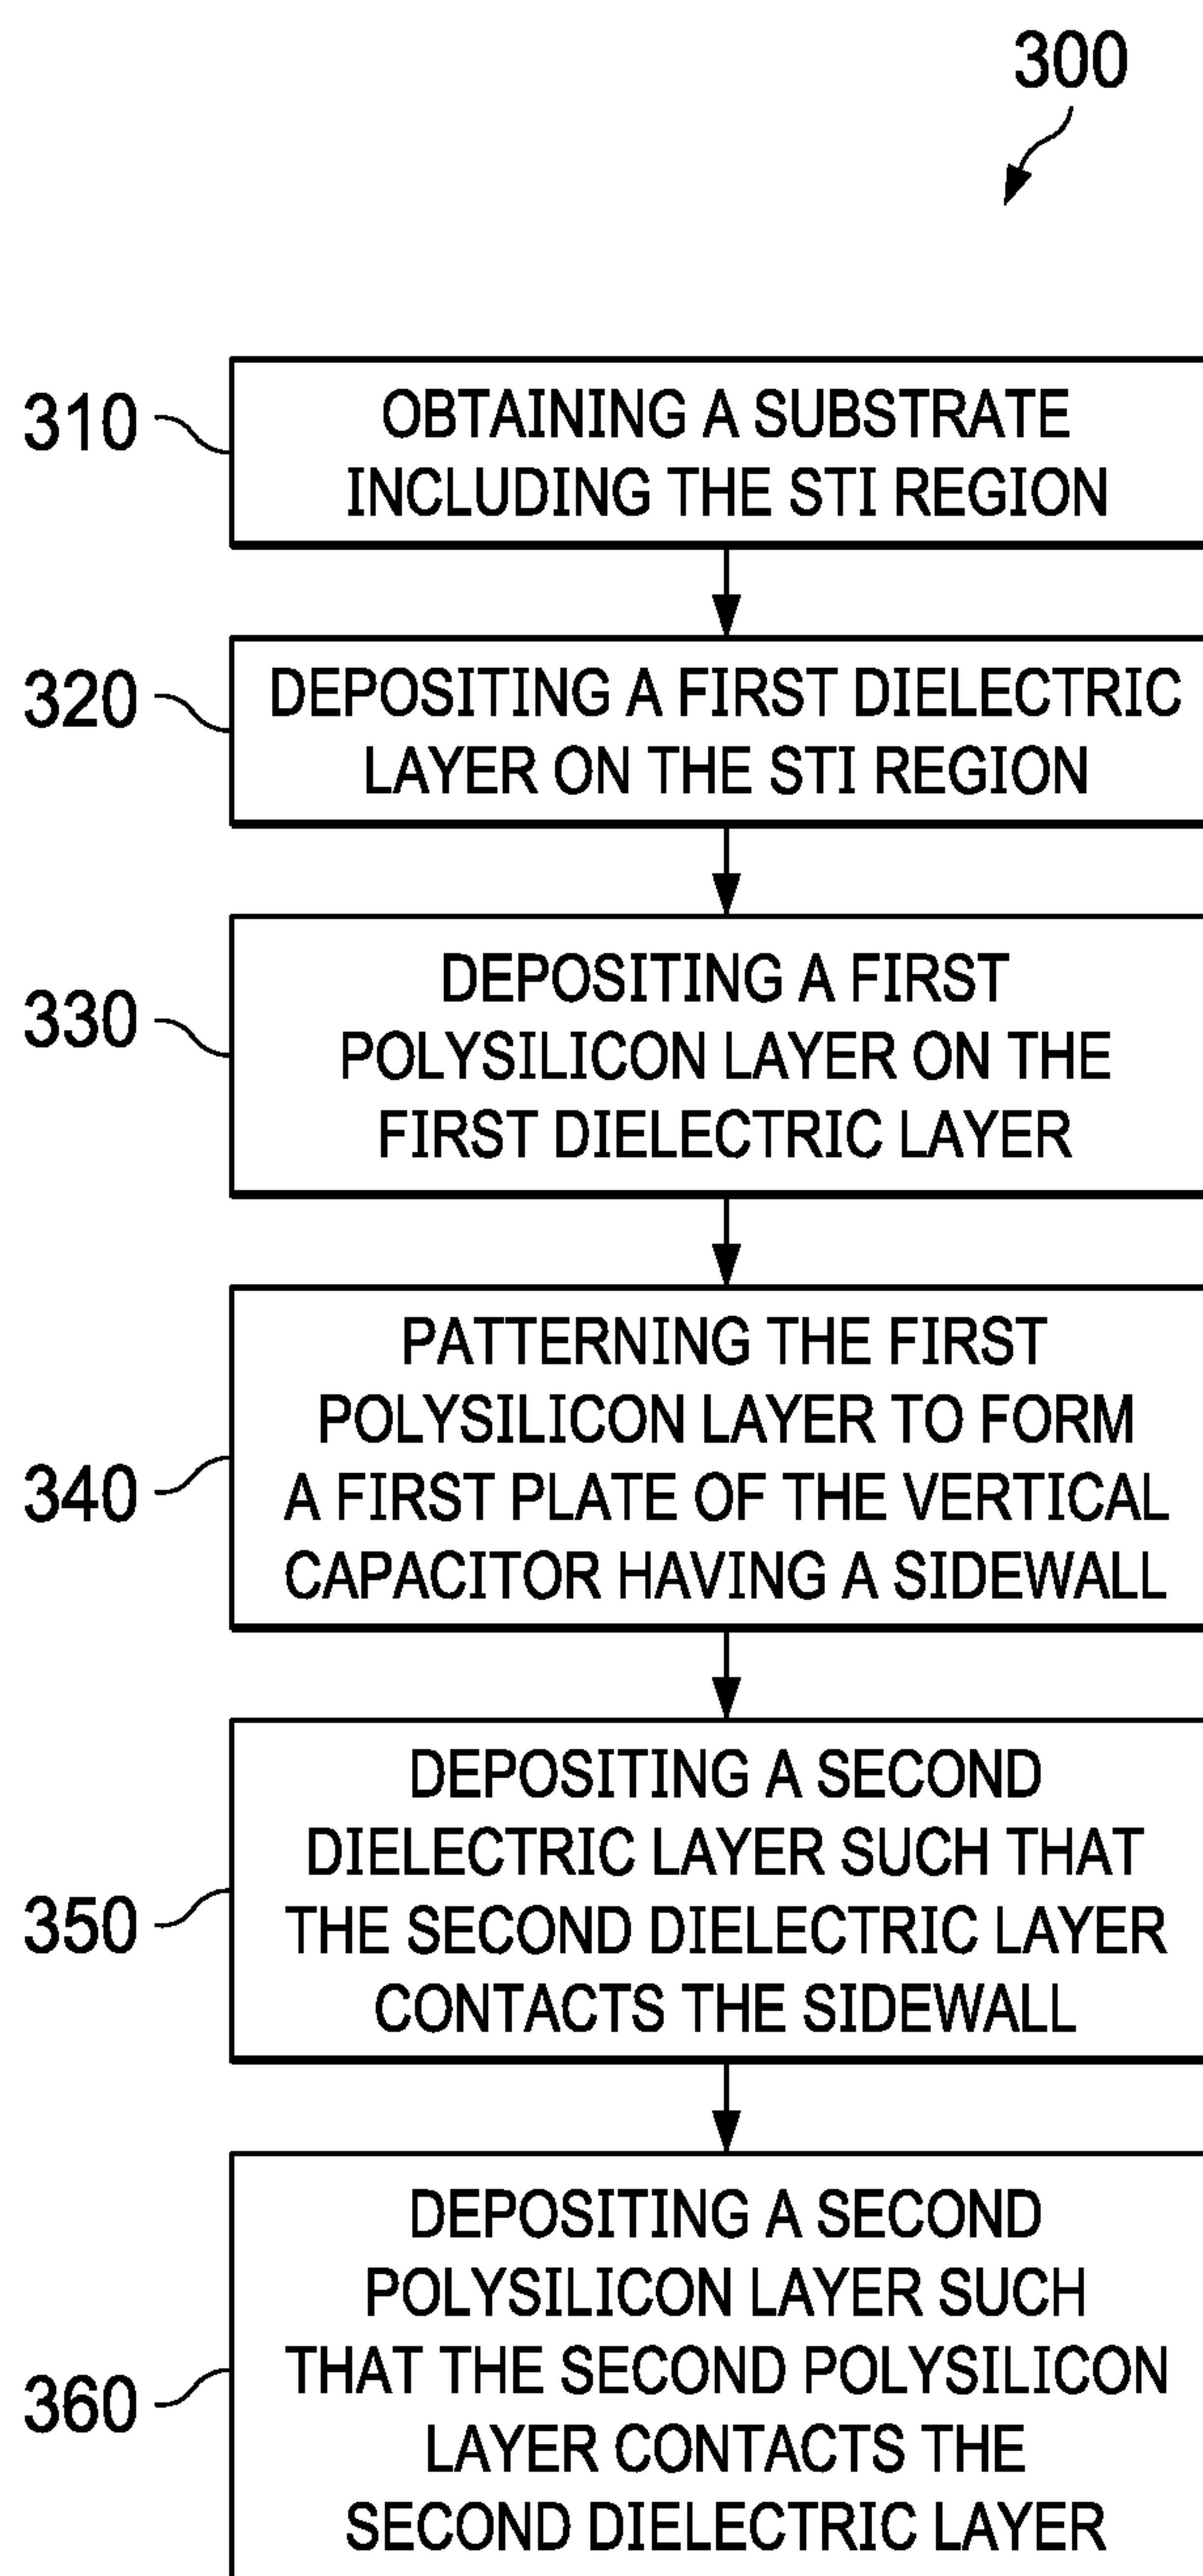 300
310
OBTAINING A SUBSTRATE
INCLUDING THE STI REGION
320
DEPOSITING A FIRST DIELECTRIC
LAYER ON THE STI REGION
330
DEPOSITING A FIRST
POLYSILICON LAYER ON THE
FIRST DIELECTRIC LAYER
340
PATTERNING THE FIRST
POLYSILICON LAYER TO FORM
A FIRST PLATE OF THE VERTICAL
CAPACITOR HAVING A SIDEWALL
350
DEPOSITING A SECOND
DIELECTRIC LAYER SUCH THAT
THE SECOND DIELECTRIC LAYER
CONTACTS THE SIDEWALL
360
DEPOSITING A SECOND
POLYSILICON LAYER SUCH
THAT THE SECOND POLYSILICON
LAYER CONTACTS THE
SECOND DIELECTRIC LAYER